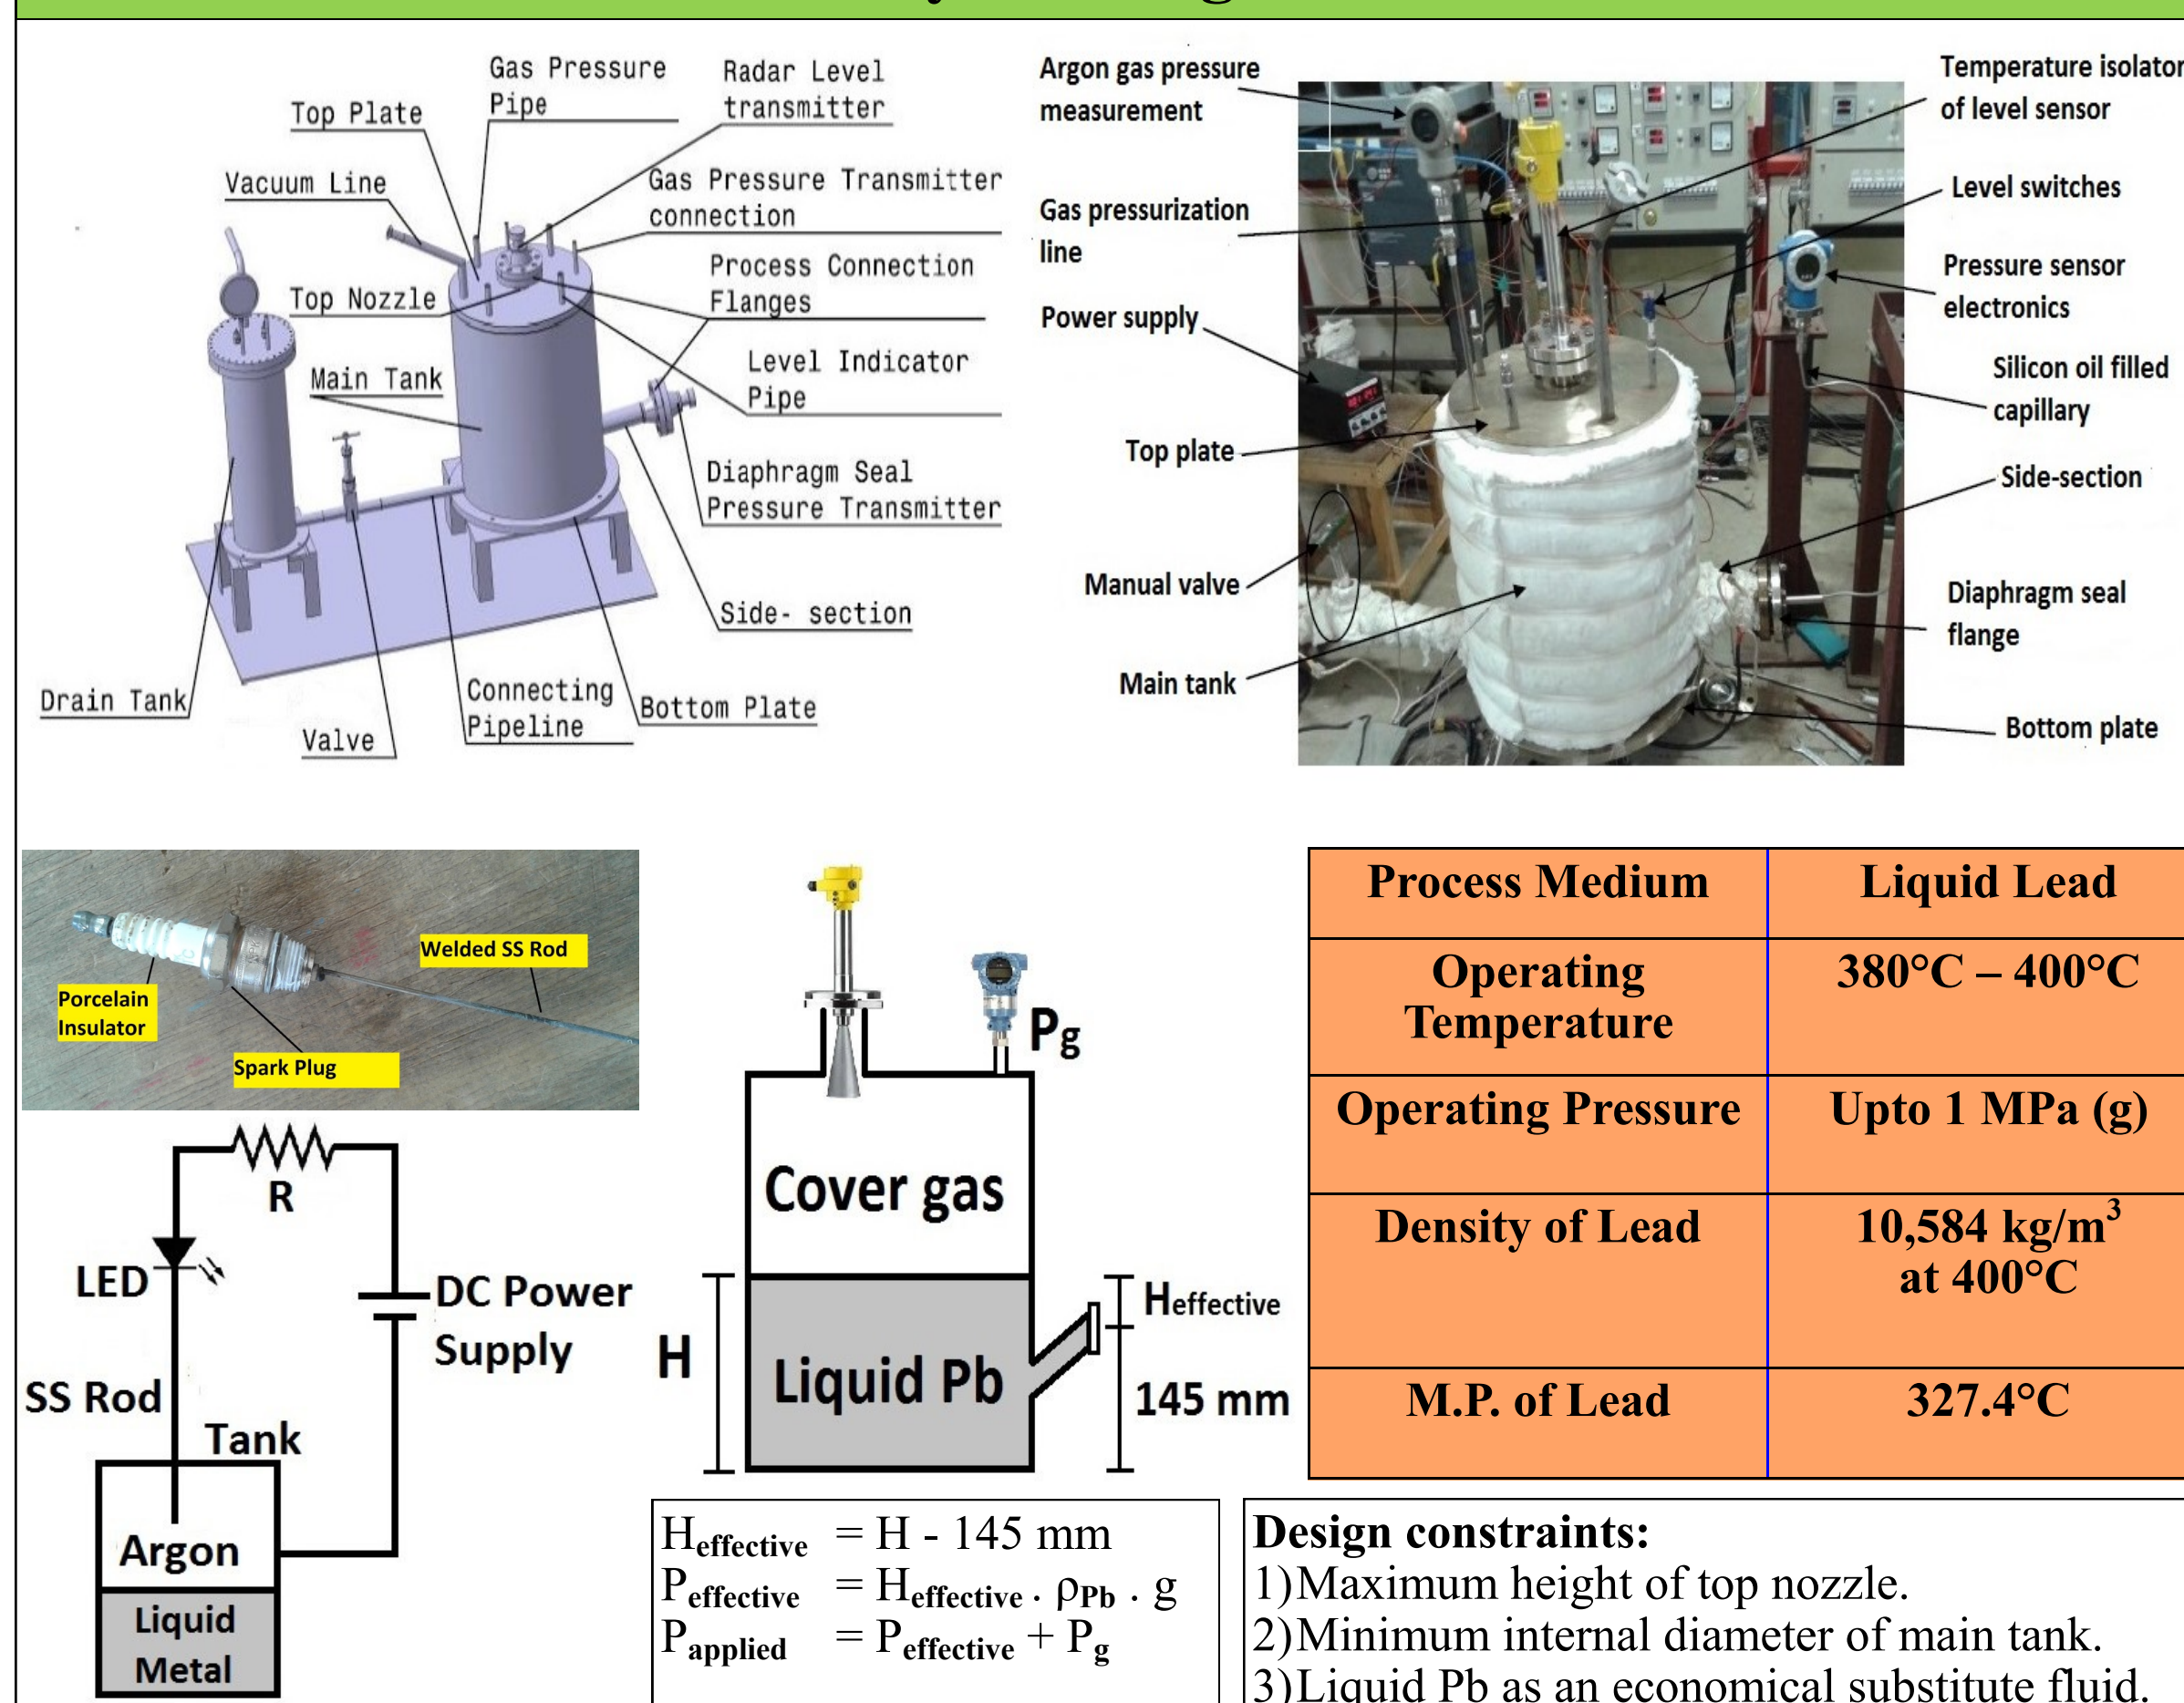 Gas Pressure
Pipe
Radar Level
transmitter
Top Plate
Vacuum Line
Gas Pressure Transmitter
connection
Process Connection
Flanges
Top Nozzle
Main Tank
Level Indicator
Pipe
Diaphragm Seal
Pressure Transmitter
Side- section
Drain Tank
Connecting
Pipeline
Bottom Plate
Valve
Argon gas pressure
measurement
Gas pressurization
line
Power supply
Top plate
Manual valve
Main tank
Temperature isolator
of level sensor
Level switches
Pressure sensor
electronics
Silicon oil filled
capillary
Side-section
Diaphragm seal
flange
Bottom plate
Porcelain
Insulator
Welded SS Rod
Spark Plug
R
LED
DC Power
Supply
SS Rod
Tank
Argon
Liquid
Metal
Pg
Cover gas
Heffective
H
Liquid Pb
145 mm
Process Medium Liquid Lead
Operating
Temperature
380°C – 400°C
Operating Pressure Upto 1 MPa (g)
Density of Lead
10,584 kg/m³
at 400°C
M.P. of Lead 327.4°C
Heffective = H - 145 mm
Peffective = Heffective . ρPb . g
Papplied = Peffective + Pg
Design constraints:
1)Maximum height of top nozzle.
2)Minimum internal diameter of main tank.
3)Liquid Pb as an economical substitute fluid.